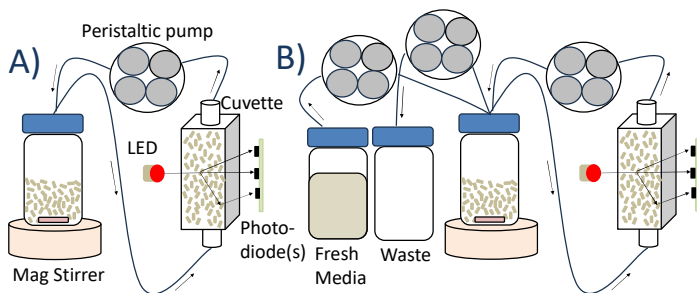 A)
Peristaltic pump
B)
Cuvette
LED
Photo-
diode(s)
Mag Stirrer
Fresh
Media
Waste